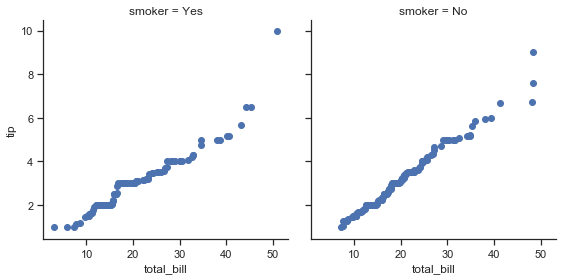 smoker = Yes
smoker = No
10
8
6
4
2
tip
10 20 30 40 50
10 20 30 40 50
total_bill
total_bill